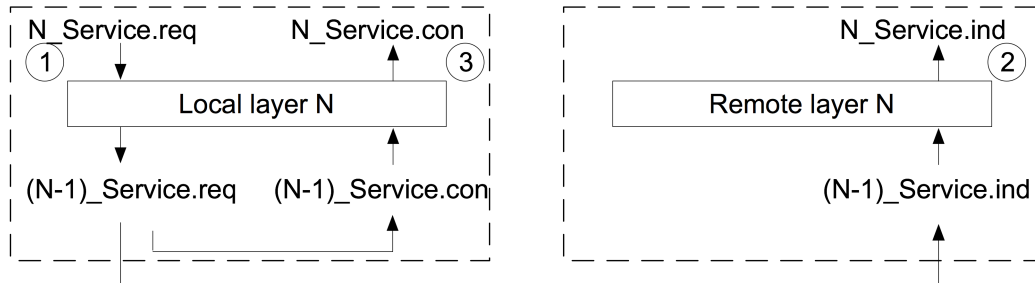 N_Service.req N_Service.con N_Service.ind
1 3 2
Local layer N Remote layer N
(N-1)_Service.req (N-1)_Service.con (N-1)_Service.ind